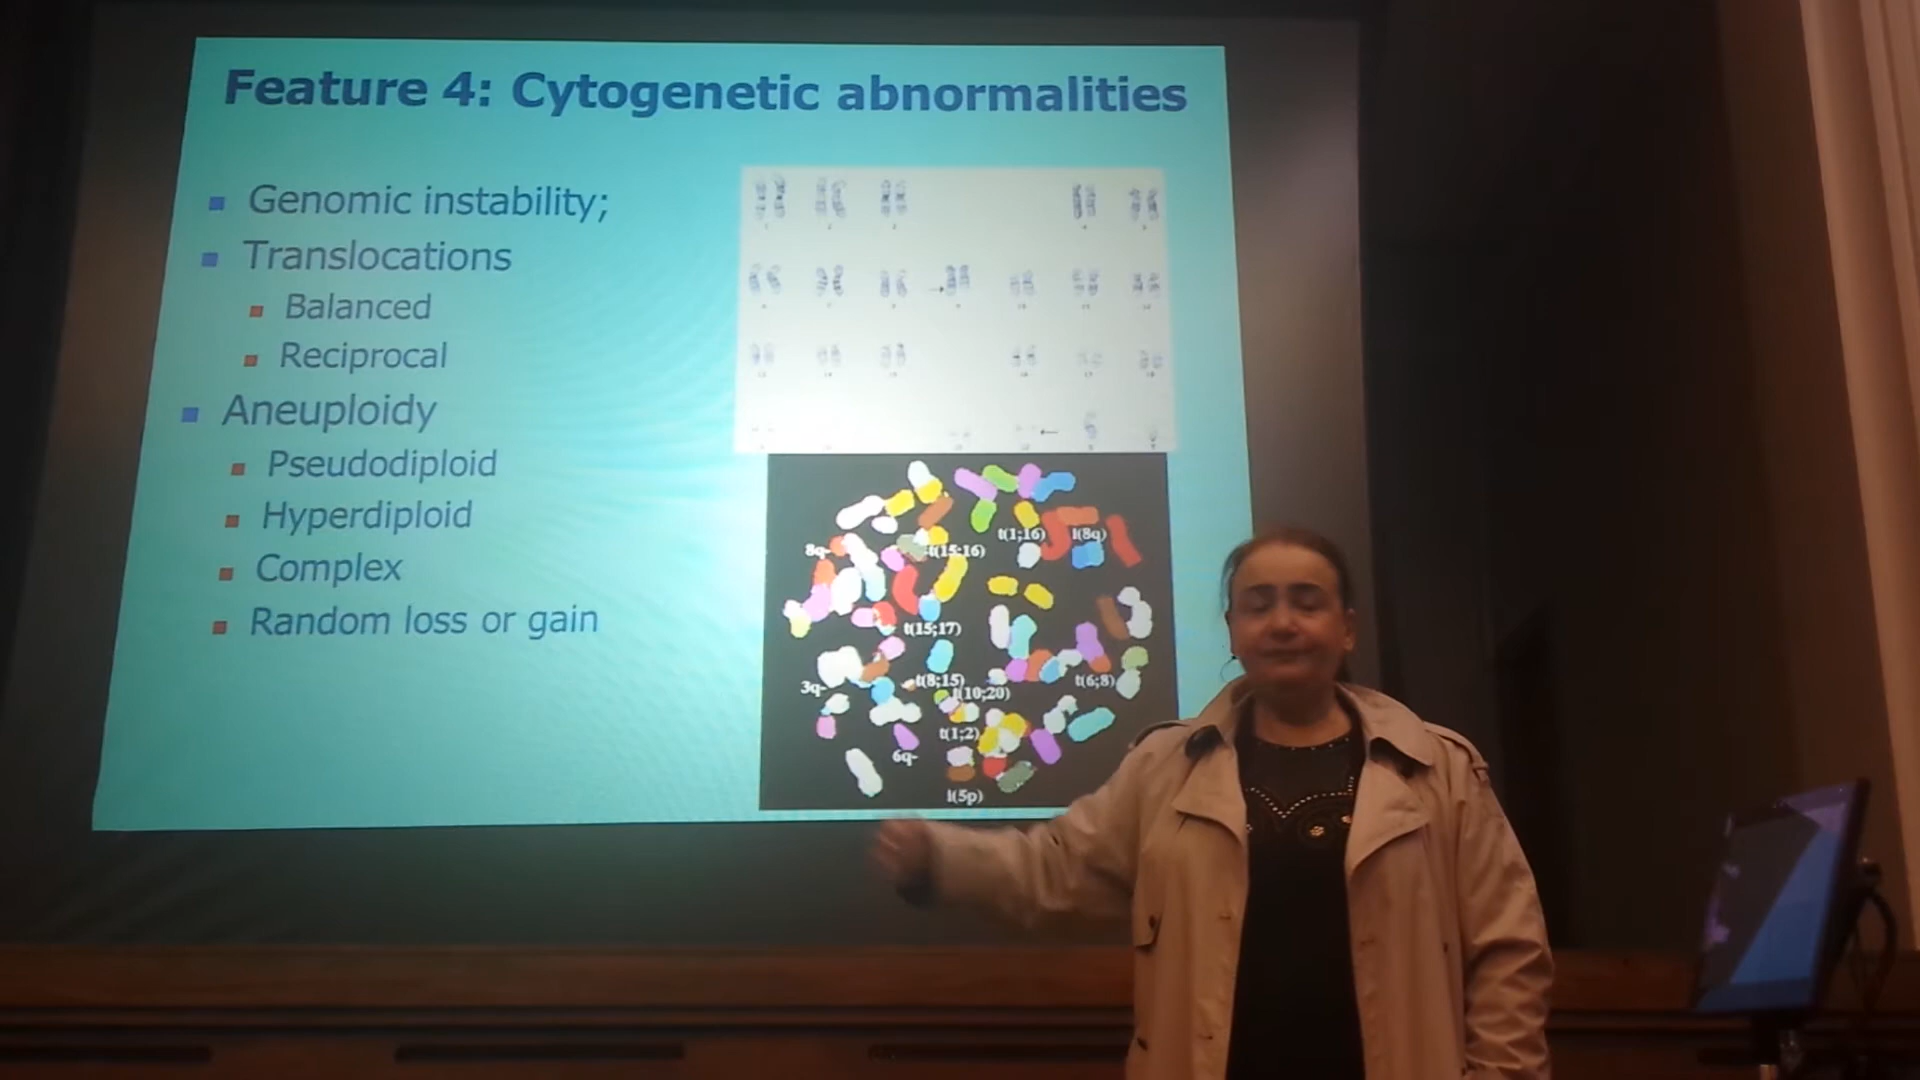 Feature 4: Cytogenetic abnormalities
Genomic instability;
Translocations
Balanced
Reciprocal
Aneuploidy
Pseudodiploid
Hyperdiploid
Complex
Random loss or gain
t(1;16) I(8q)
8q- t(15;16)
t(15;17)
3q- t(8;15) t(6;8)
t(10;20)
t(1;2)
6q-
I(5p)